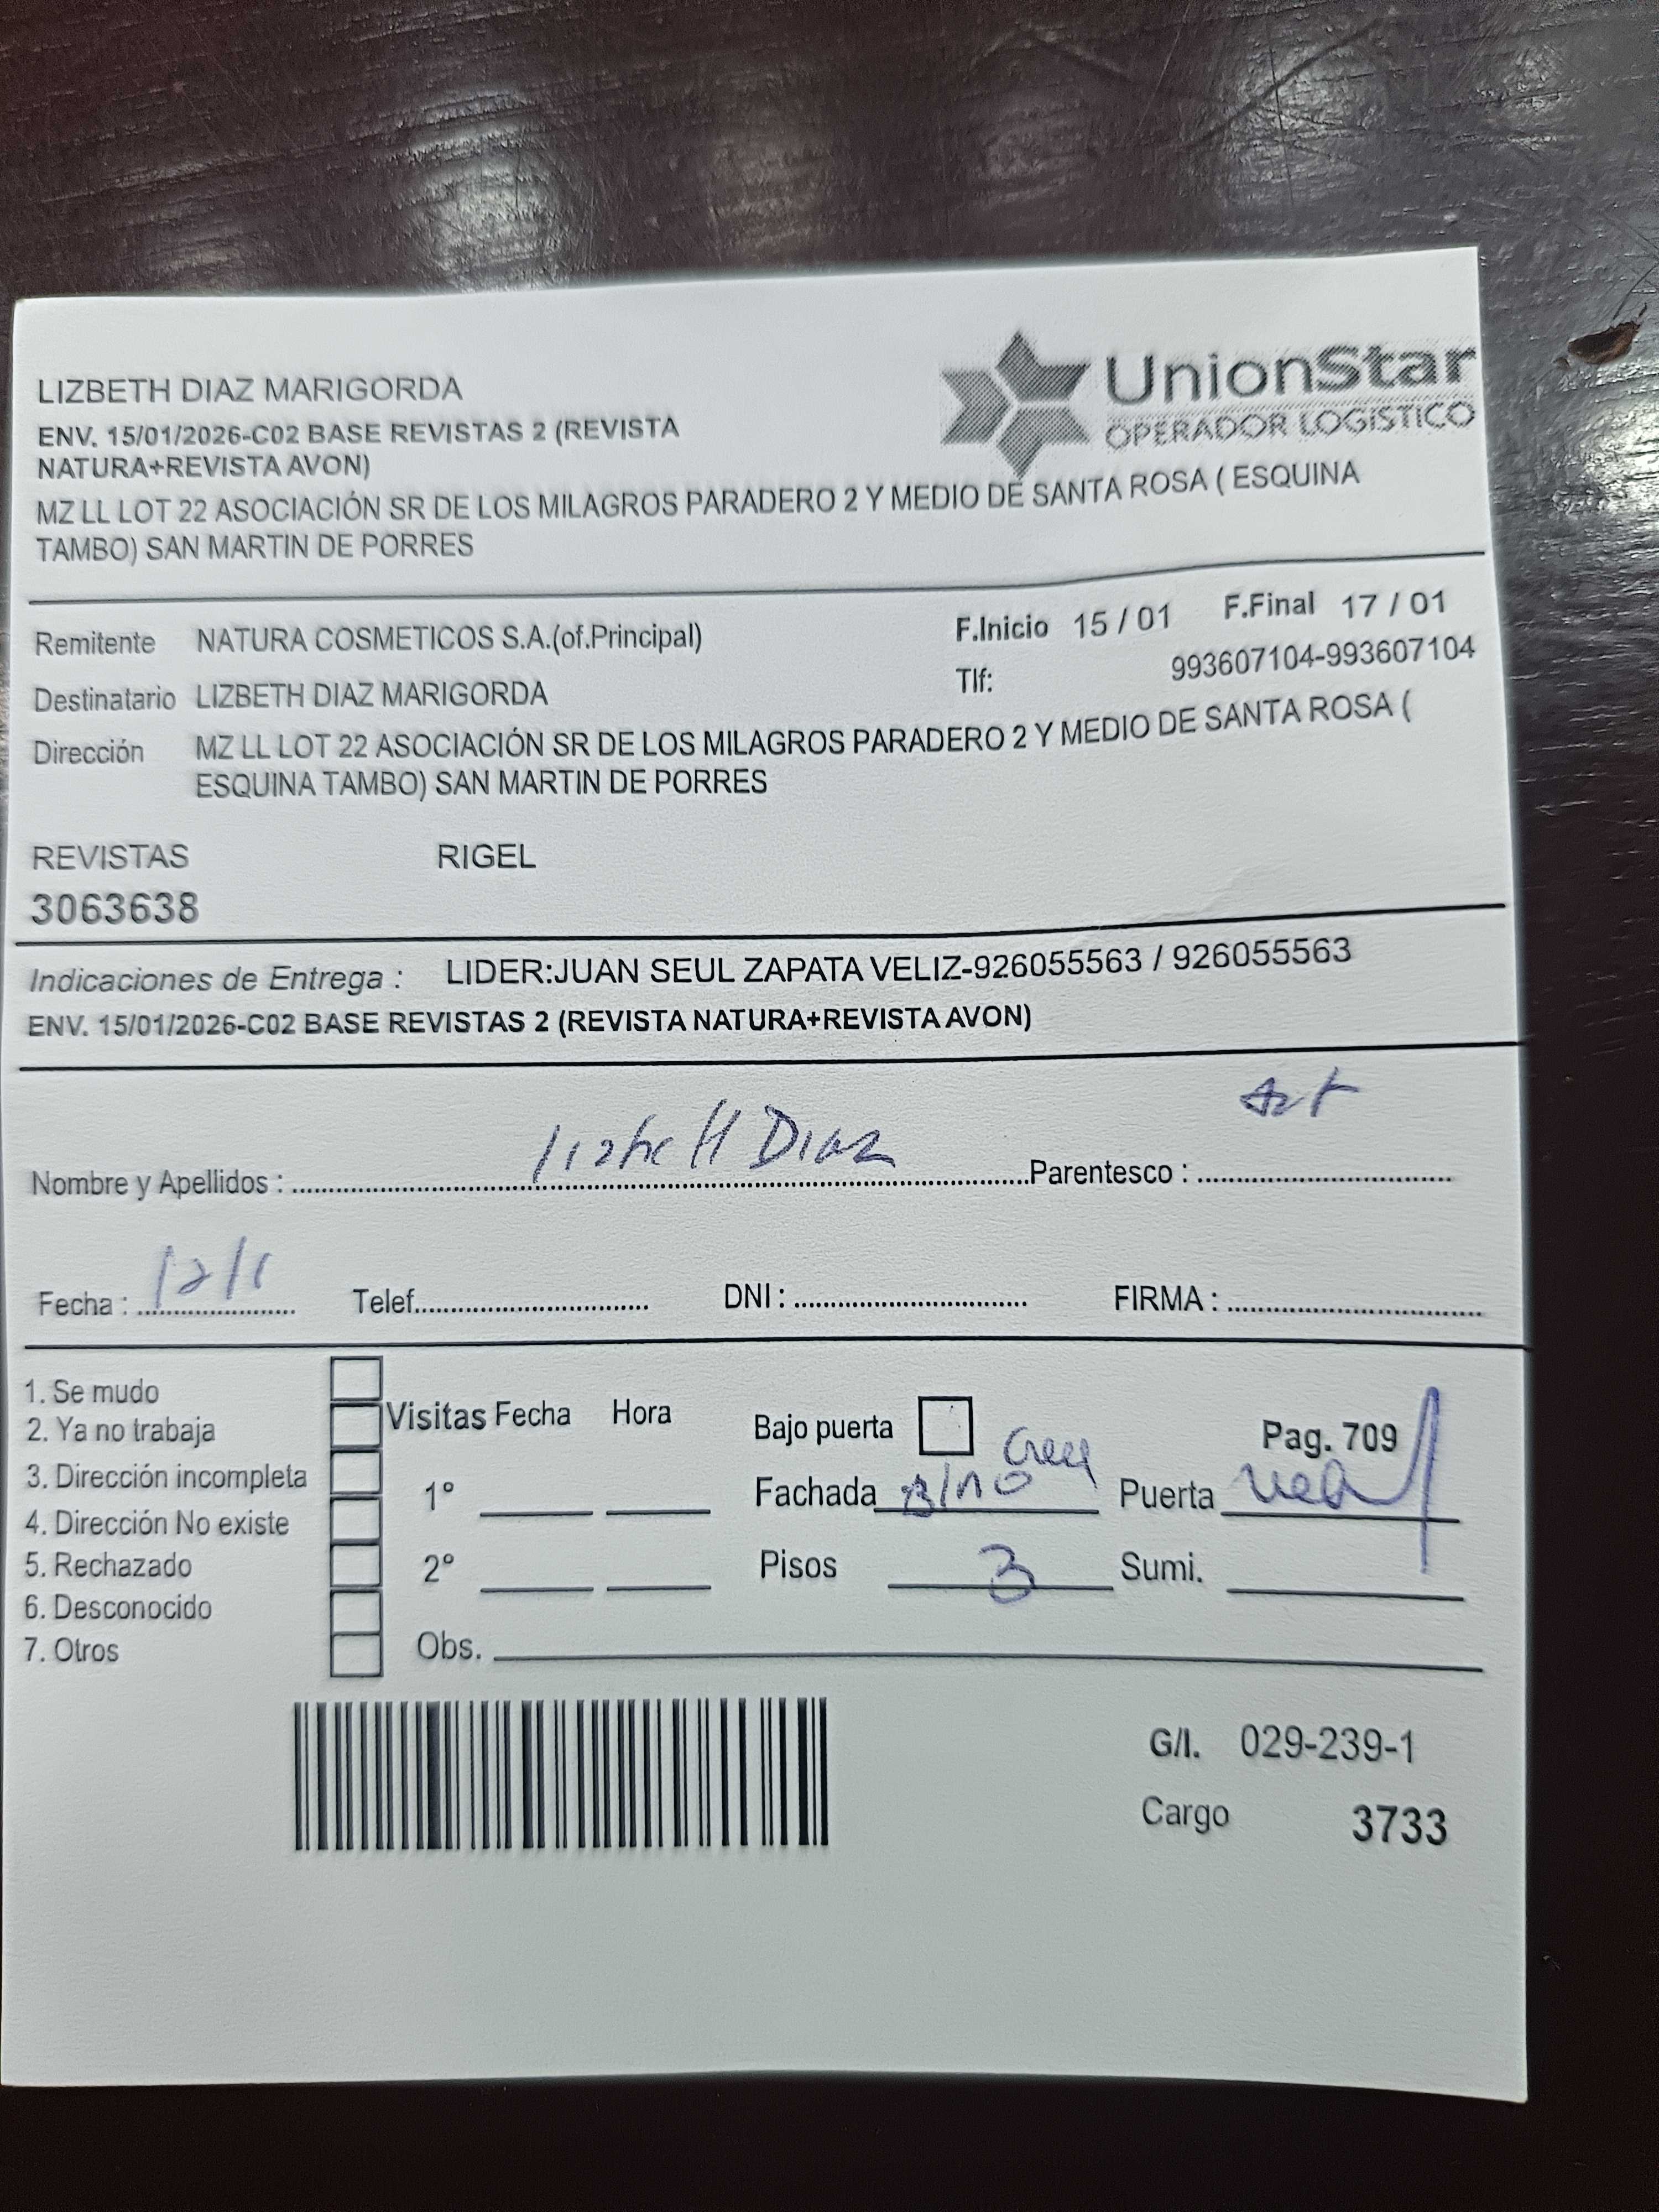 LIZBETH DIAZ MARIGORDA
ENV. 15/01/2026-C02 BASE REVISTAS 2 (REVISTA
NATURA+REVISTA AVON)
UnionStar
OPERADOR LOGISTICO
MZ LL LOT 22 ASOCIACIÓN SR DE LOS MILAGROS PARADERO 2 Y MEDIO DE SANTA ROSA ( ESQUINA
TAMBO) SAN MARTIN DE PORRES
Remitente NATURA COSMETICOS S.A.(of.Principal) F.Inicio 15 / 01 F.Final 17 / 01
Destinatario LIZBETH DIAZ MARIGORDA Tlf: 993607104-993607104
Dirección MZ LL LOT 22 ASOCIACIÓN SR DE LOS MILAGROS PARADERO 2 Y MEDIO DE SANTA ROSA (
ESQUINA TAMBO) SAN MARTIN DE PORRES
REVISTAS RIGEL
3063638
Indicaciones de Entrega : LIDER:JUAN SEUL ZAPATA VELIZ-926055563 / 926055563
ENV. 15/01/2026-C02 BASE REVISTAS 2 (REVISTA NATURA+REVISTA AVON)
Nombre y Apellidos : lizbeth Diaz Parentesco :
Fecha : Telef. DNI : FIRMA :
1. Se mudo
2. Ya no trabaja
3. Dirección incompleta
4. Dirección No existe
5. Rechazado
6. Desconocido
7. Otros
Visitas Fecha Hora
1°
2°
Bajo puerta Pag. 709
Fachada Puerta
Pisos 3 Sumi.
Obs.
G/I. 029-239-1
Cargo 3733